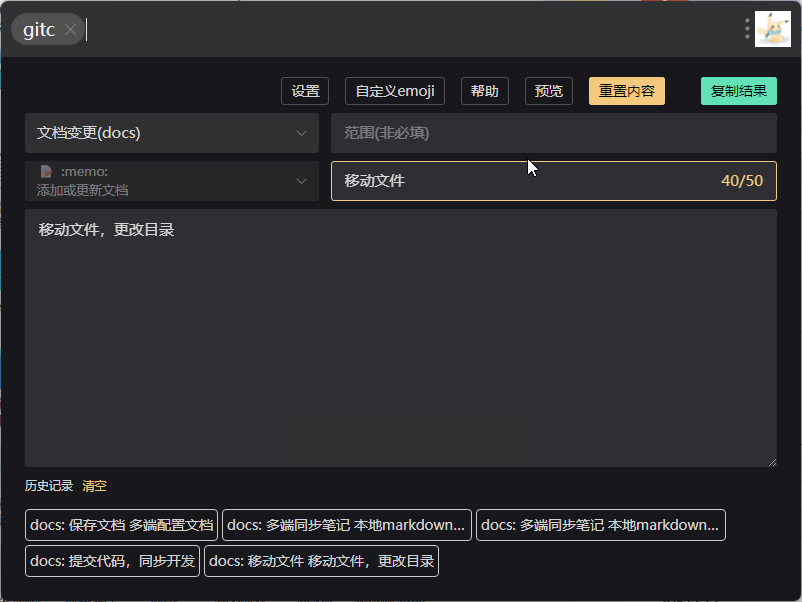 gitc
设置 自定义emoji 帮助 预览 重置内容 复制结果
文档变更(docs) 范围(非必填)
:memo:
添加或更新文档
移动文件 40/50
移动文件，更改目录
历史记录 清空
docs: 保存文档 多端配置文档 docs: 多端同步笔记 本地markdown... docs: 多端同步笔记 本地markdown...
docs: 提交代码，同步开发 docs: 移动文件 移动文件，更改目录